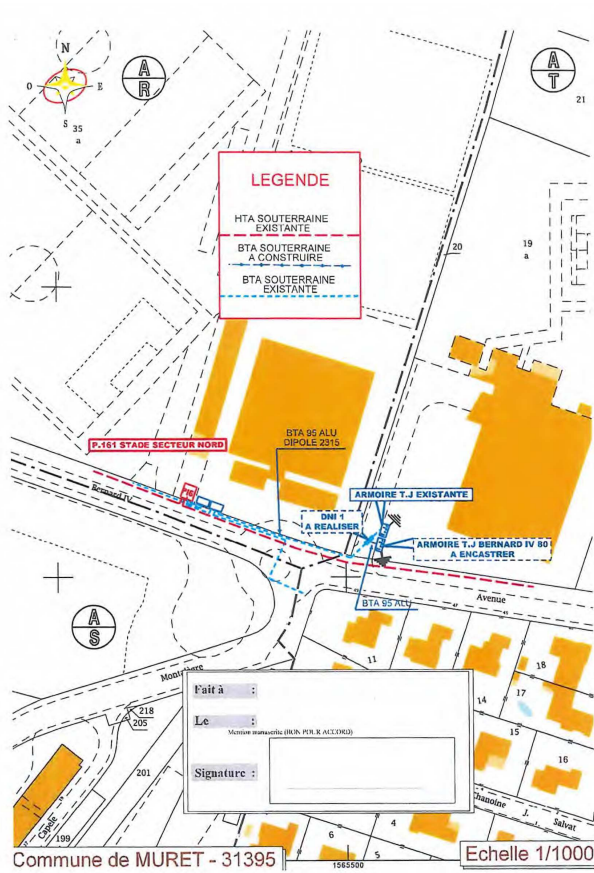 N
O
E
S
A
R
A
T
35
a
21
LEGENDE
HTA SOUTERRAINE
EXISTANTE
BTA SOUTERRAINE
A CONSTRUIRE
BTA SOUTERRAINE
EXISTANTE
20
19
a
BTA 95 ALU
DIPOLE 2315
P.161 STADE SECTEUR NORD
Bernard IV
ARMOIRE T.J EXISTANTE
DNI 1
A REALISER
ARMOIRE T.J BERNARD IV 80
A ENCASTRER
BTA 95 ALU
Avenue
A
S
11
18
17
14
15
16
218
205
201
199
Capele
Fait à :
Le :
Mention manuscrite (BON POUR ACCORD)
Signature :
Chanoine J. Salvat
4
6
5
Commune de MURET - 31395
1565500
Echelle 1/1000